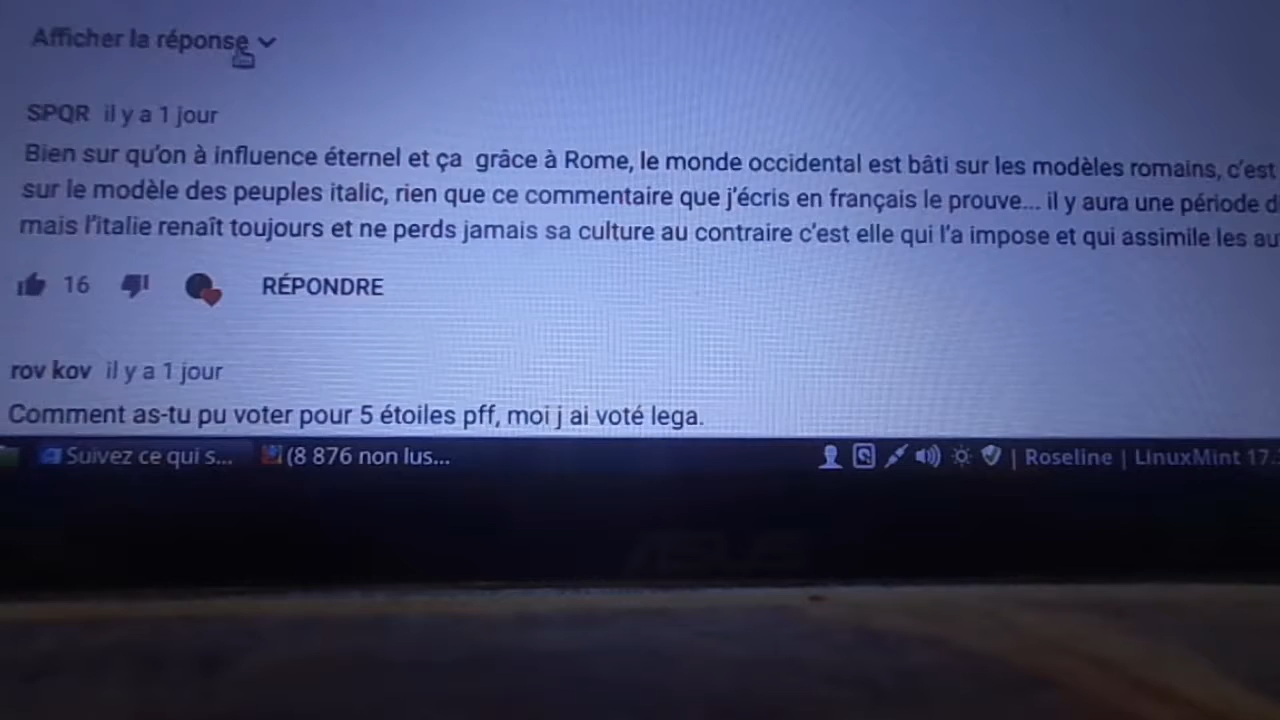 Afficher la réponse
SPQR il y a 1 jour
Bien sur qu'on à influence éternel et ça grâce à Rome, le monde occidental est bâti sur les modèles romains, c'est
sur le modèle des peuples italic, rien que ce commentaire que j'écris en français le prouve... il y aura une période
mais l'italie renaît toujours et ne perds jamais sa culture au contraire c'est elle qui l'a impose et qui assimile les
16 RÉPONDRE
rov kov il y a 1 jour
Comment as-tu pu voter pour 5 étoiles pff, moi j ai voté lega.
Suivez ce qui s... (8 876 non lus... | Roseline | LinuxMint 17.
ASUS